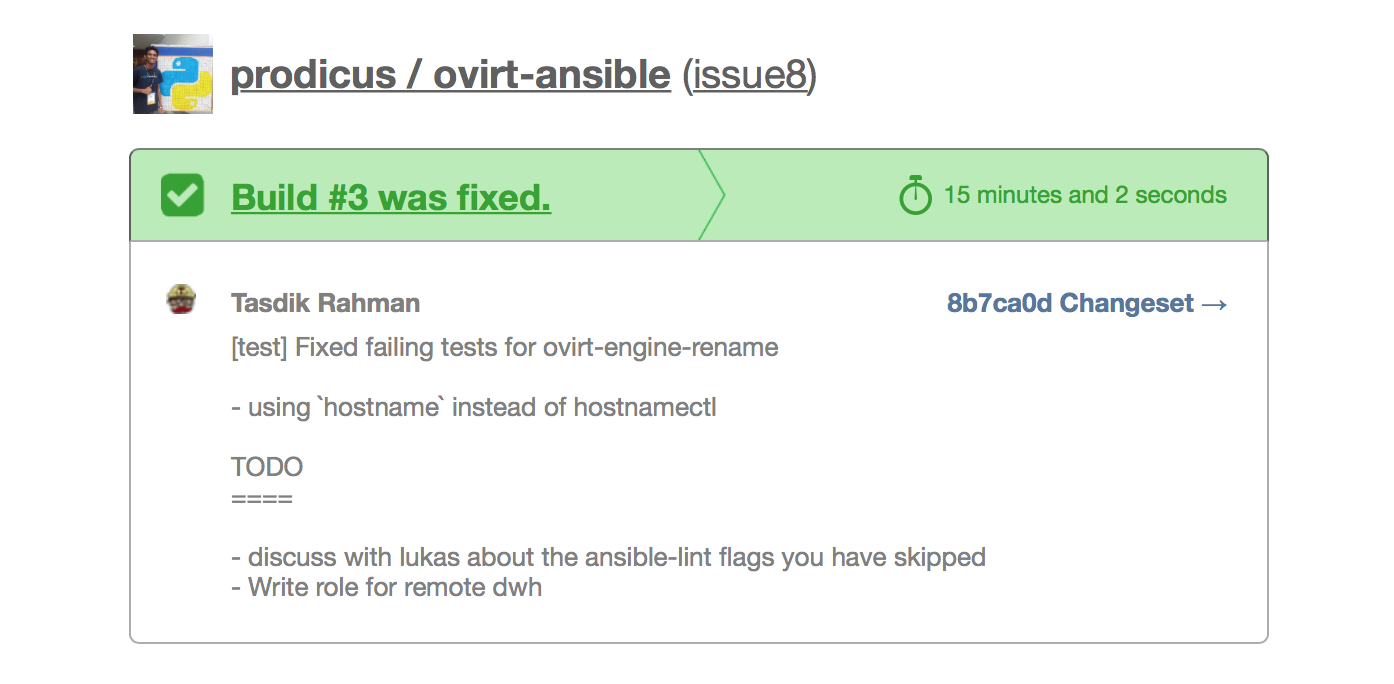 prodicus / ovirt-ansible (issue8)
Build #3 was fixed.
15 minutes and 2 seconds
Tasdik Rahman
8b7ca0d Changeset →
[test] Fixed failing tests for ovirt-engine-rename
- using `hostname` instead of hostnamectl
TODO
====
- discuss with lukas about the ansible-lint flags you have skipped
- Write role for remote dwh